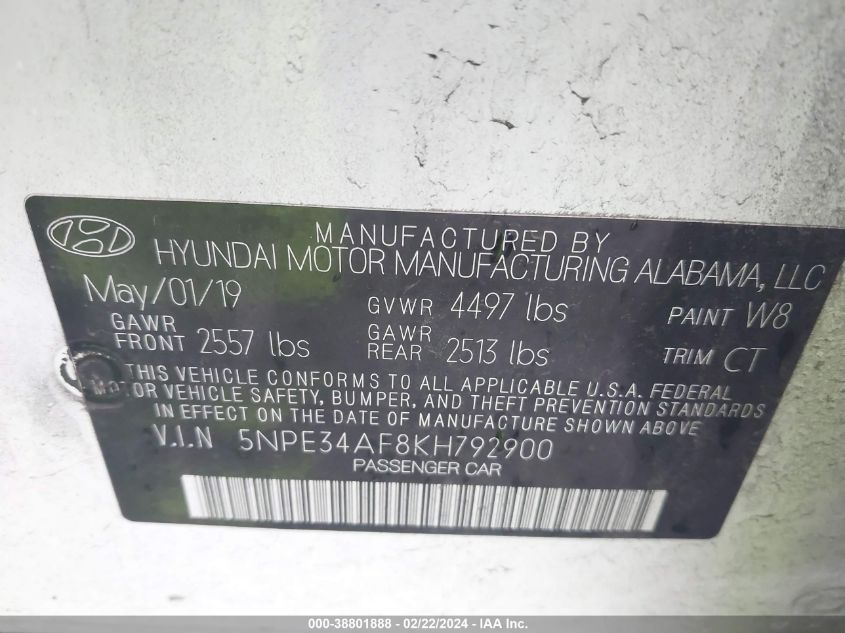 MANUFACTURED BY
HYUNDAI MOTOR MANUFACTURING ALABAMA, LLC
May/01/19 GVWR 4497 lbs PAINT W8
GAWR FRONT 2557 lbs GAWR REAR 2513 lbs TRIM CT
THIS VEHICLE CONFORMS TO ALL APPLICABLE U.S.A. FEDERAL
MOTOR VEHICLE SAFETY, BUMPER, AND THEFT PREVENTION STANDARDS
IN EFFECT ON THE DATE OF MANUFACTURE SHOWN ABOVE
V.I.N 5NPE34AF8KH792900
PASSENGER CAR
000-38801888 - 02/22/2024 - IAA Inc.